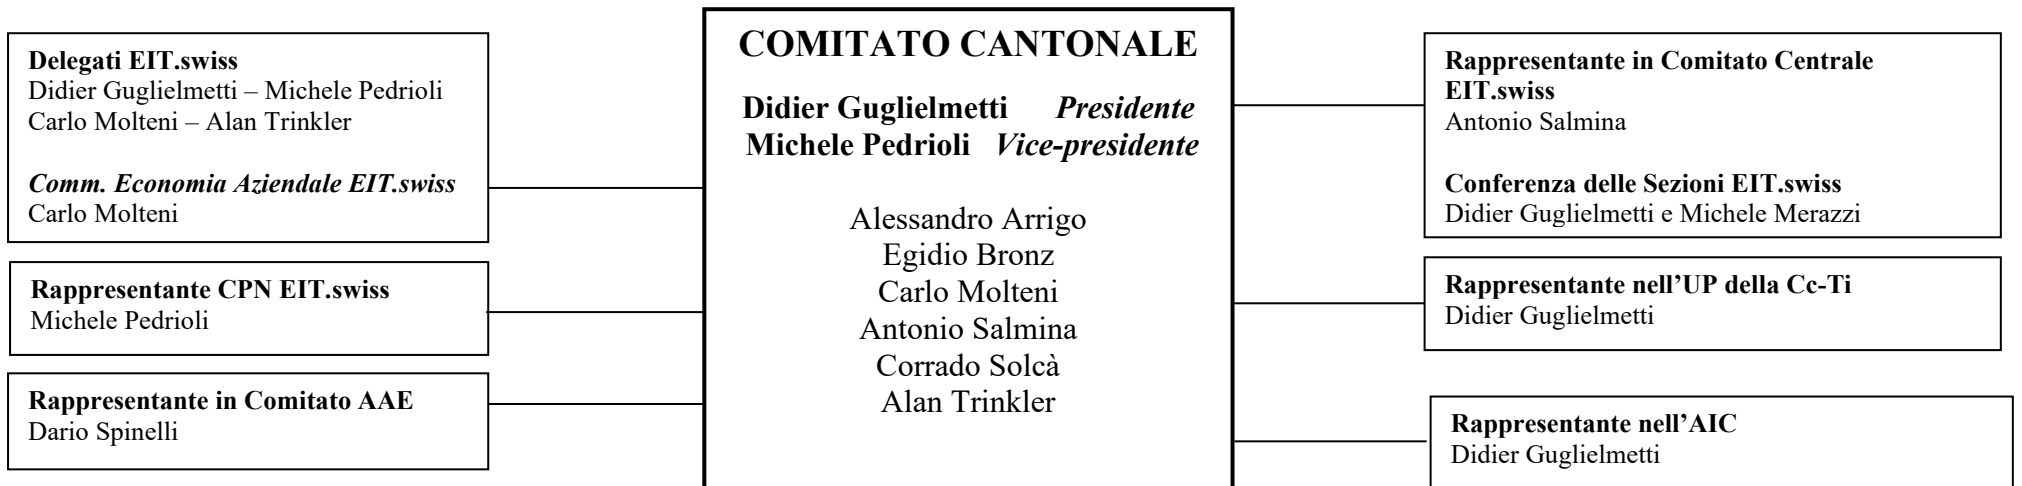 Delegati EIT.swiss
Didier Guglielmetti – Michele Pedrioli
Carlo Molteni – Alan Trinkler
Comm. Economia Aziendale EIT.swiss
Carlo Molteni
Rappresentante CPN EIT.swiss
Michele Pedrioli
Rappresentante in Comitato AAE
Dario Spinelli
COMITATO CANTONALE
Didier Guglielmetti Presidente
Michele Pedrioli Vice-presidente
Alessandro Arrigo
Egidio Bronz
Carlo Molteni
Antonio Salmina
Corrado Solcà
Alan Trinkler
Rappresentante in Comitato Centrale
EIT.swiss
Antonio Salmina
Conferenza delle Sezioni EIT.swiss
Didier Guglielmetti e Michele Merazzi
Rappresentante nell’UP della Cc-Ti
Didier Guglielmetti
Rappresentante nell’AIC
Didier Guglielmetti